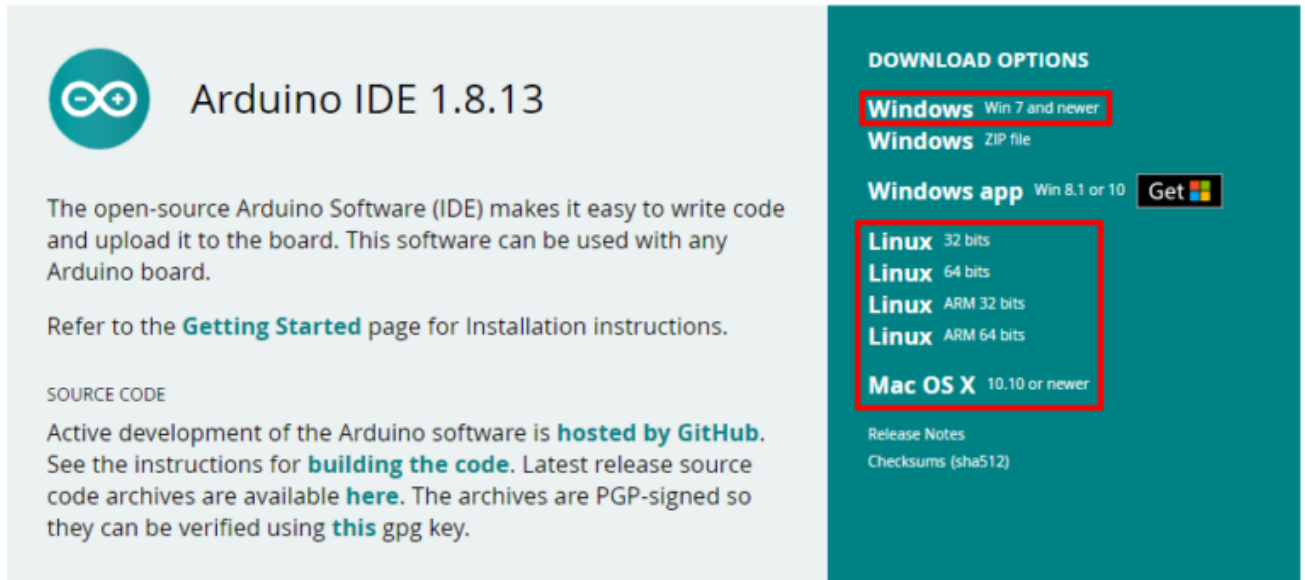 Arduino IDE 1.8.13
The open-source Arduino Software (IDE) makes it easy to write code
and upload it to the board. This software can be used with any
Arduino board.
Refer to the Getting Started page for Installation instructions.
SOURCE CODE
Active development of the Arduino software is hosted by GitHub.
See the instructions for building the code. Latest release source
code archives are available here. The archives are PGP-signed so
they can be verified using this gpg key.
DOWNLOAD OPTIONS
Windows Win 7 and newer
Windows ZIP file
Windows app Win 8.1 or 10 Get
Linux 32 bits
Linux 64 bits
Linux ARM 32 bits
Linux ARM 64 bits
Mac OS X 10.10 or newer
Release Notes
Checksums (sha512)